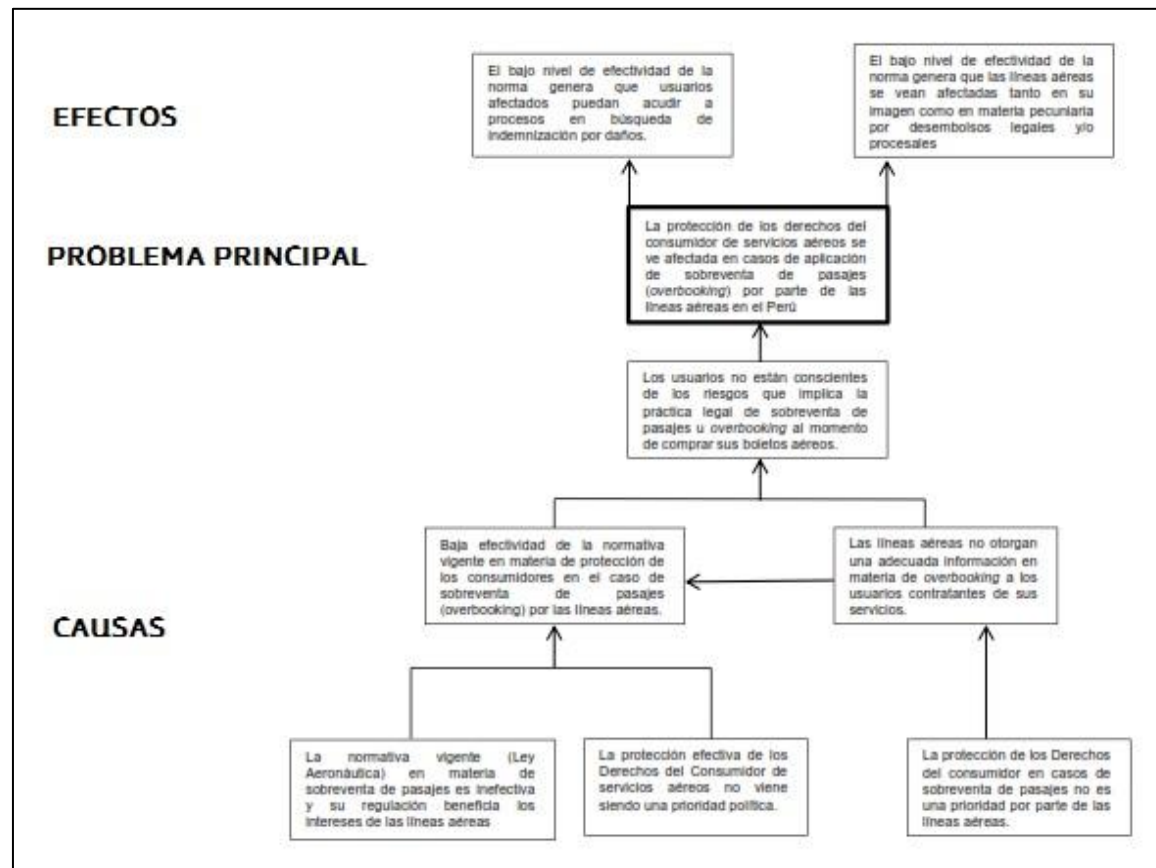 El bajo nivel de efectividad de la
norma genera que usuarios
afectados puedan acudir a
procesos en búsqueda de
indemnización por daños.
El bajo nivel de efectividad de la
norma genera que las líneas aéreas
se vean afectadas tanto en su
imagen como en materia pecuniaria
por desembolsos legales y/o
procesales
EFECTOS
PROBLEMA PRINCIPAL
La protección de los derechos del
consumidor de servicios aéreos se
ve afectada en casos de aplicación
de sobreventa de pasajes
(overbooking) por parte de las
líneas aéreas en el Perú
Los usuarios no están conscientes
de los riesgos que implica la
práctica legal de sobreventa de
pasajes u overbooking al momento
de comprar sus boletos aéreos.
Baja efectividad de la normativa
vigente en materia de protección de
los consumidores en el caso de
sobreventa de pasajes
(overbooking) por las líneas aéreas.
Las líneas aéreas no otorgan
una adecuada información en
materia de overbooking a los
usuarios contratantes de sus
servicios.
CAUSAS
La normativa vigente (Ley
Aeronáutica) en materia de
sobreventa de pasajes es inefectiva
y su regulación beneficia los
intereses de las líneas aéreas
La protección efectiva de los
Derechos del Consumidor de
servicios aéreos no viene
siendo una prioridad política.
La protección de los Derechos
del consumidor en casos de
sobreventa de pasajes no es
una prioridad por parte de las
líneas aéreas.